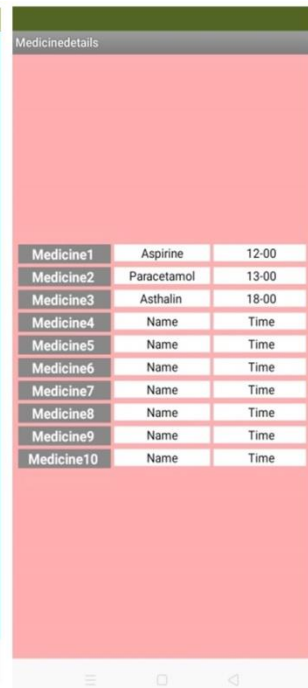 Medicinedetails
Medicine1 Aspirine 12-00
Medicine2 Paracetamol 13-00
Medicine3 Asthalin 18-00
Medicine4 Name Time
Medicine5 Name Time
Medicine6 Name Time
Medicine7 Name Time
Medicine8 Name Time
Medicine9 Name Time
Medicine10 Name Time